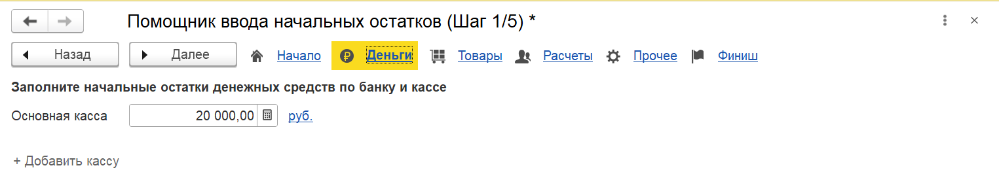 Помощник ввода начальных остатков (Шаг 1/5) *
Назад Далее Начало Деньги Товары Расчеты Прочее Финиш
Заполните начальные остатки денежных средств по банку и кассе
Основная касса 20 000,00 руб.
+ Добавить кассу